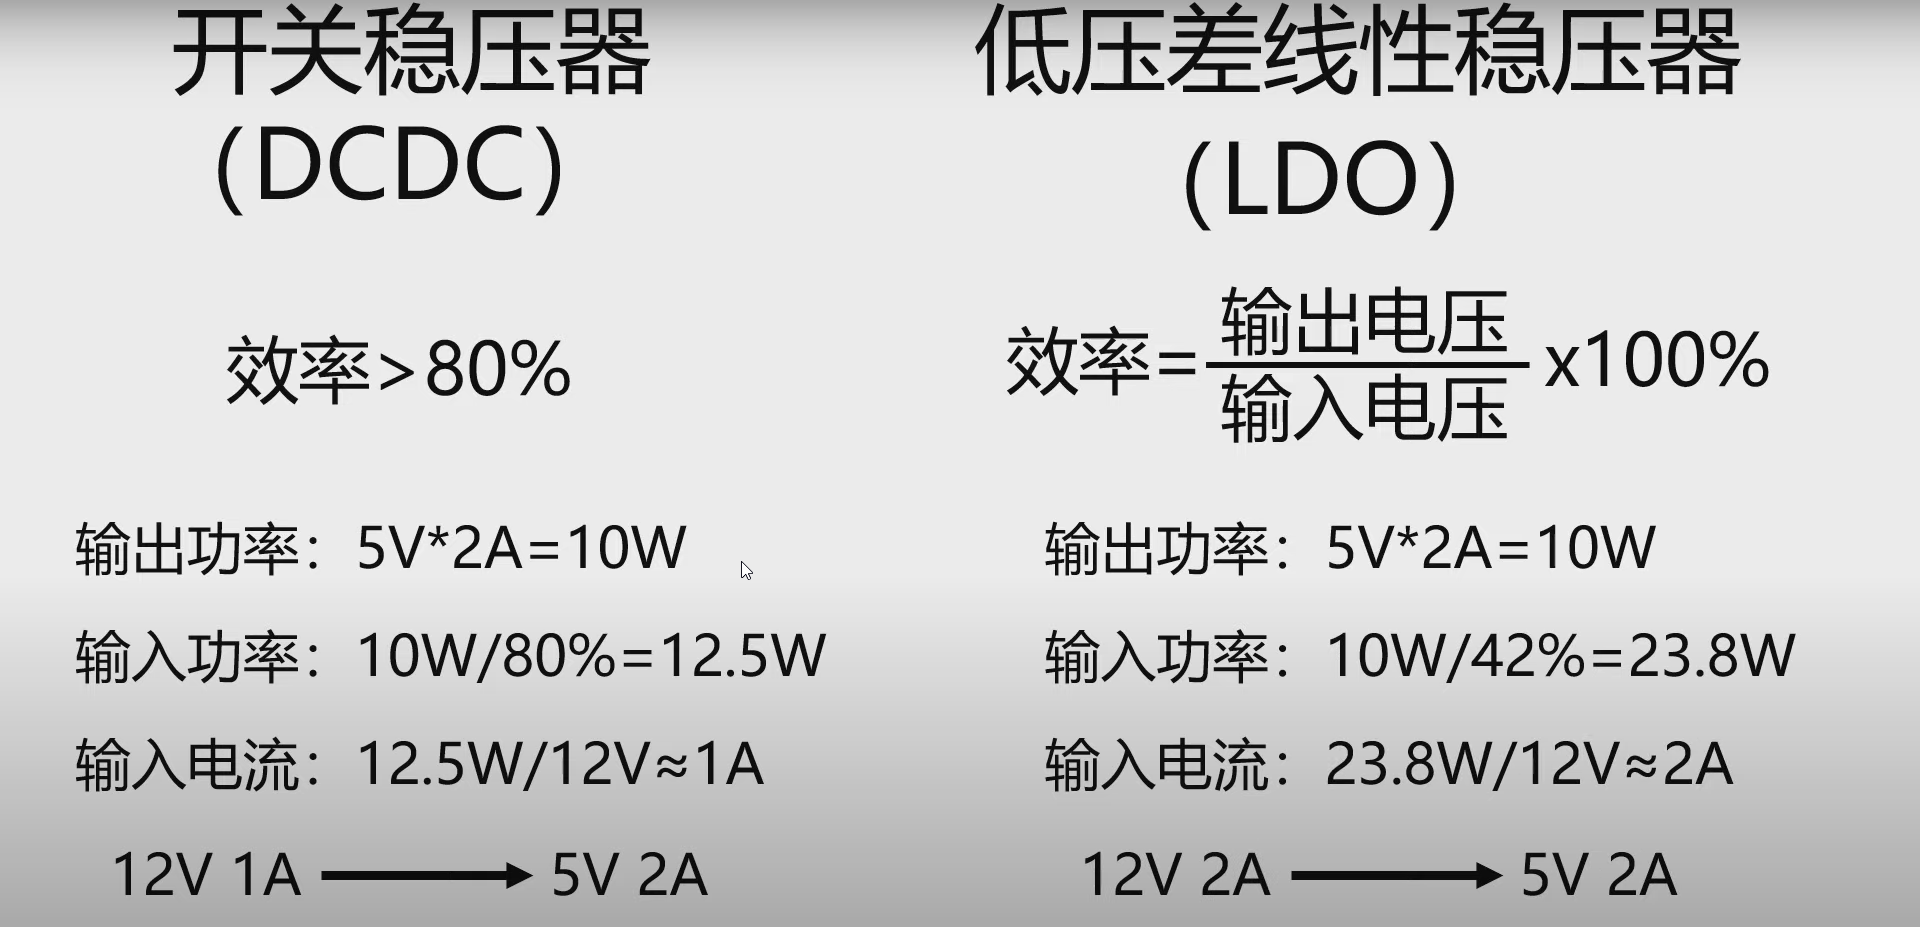 开关稳压器
（DCDC）
效率>80%
输出功率：5V*2A=10W
输入功率：10W/80%=12.5W
输入电流：12.5W/12V≈1A
12V 1A → 5V 2A
低压差线性稳压器
（LDO）
输出电压
效率= x100%
输入电压
输出功率：5V*2A=10W
输入功率：10W/42%=23.8W
输入电流：23.8W/12V≈2A
12V 2A → 5V 2A